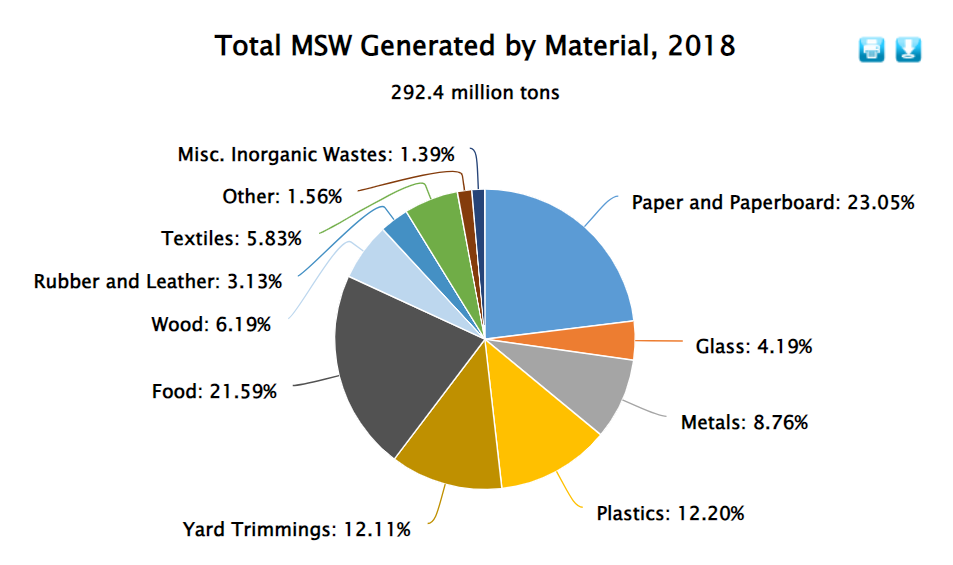 Total MSW Generated by Material, 2018
292.4 million tons
Misc. Inorganic Wastes: 1.39%
Other: 1.56%
Paper and Paperboard: 23.05%
Textiles: 5.83%
Rubber and Leather: 3.13%
Wood: 6.19%
Glass: 4.19%
Food: 21.59%
Metals: 8.76%
Plastics: 12.20%
Yard Trimmings: 12.11%